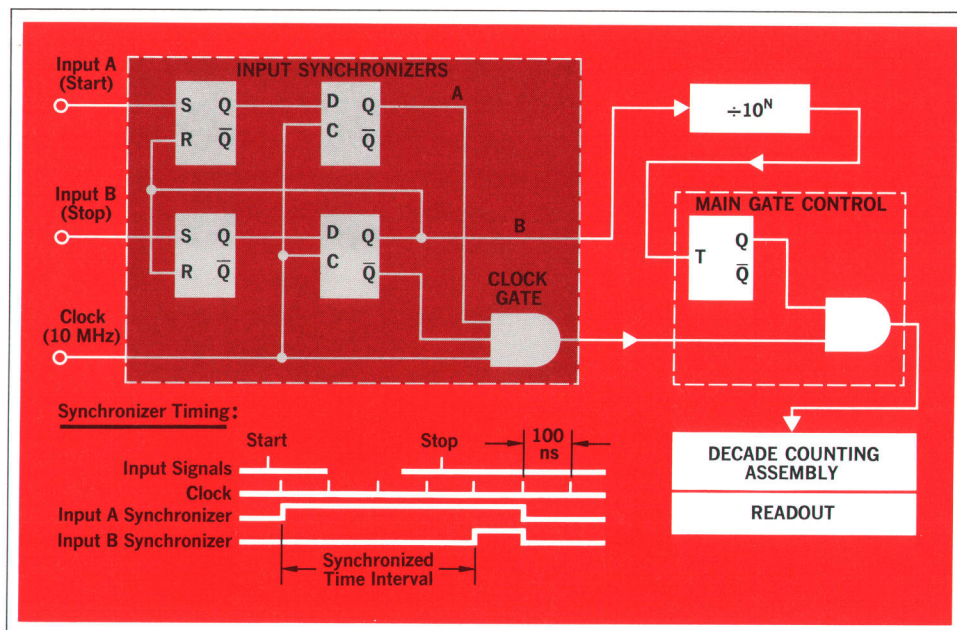 Input A
(Start)
INPUT SYNCHRONIZERS
A
S Q
R Q̅
D Q
C Q̅
÷10ᴺ
Input B
(Stop)
S Q
R Q̅
D Q
C Q̅
B
MAIN GATE CONTROL
T Q
Q̅
CLOCK
GATE
Clock
(10 MHz)
Synchronizer Timing:
Start
Stop
100
ns
Input Signals
Clock
Input A Synchronizer
Input B Synchronizer
Synchronized
Time Interval
DECADE COUNTING
ASSEMBLY
READOUT